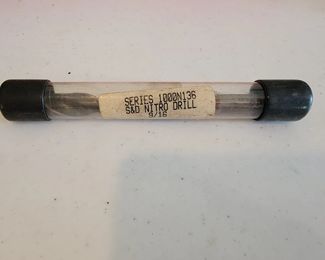 SERIES 1000N136
S&D NITRO DRILL
9/16